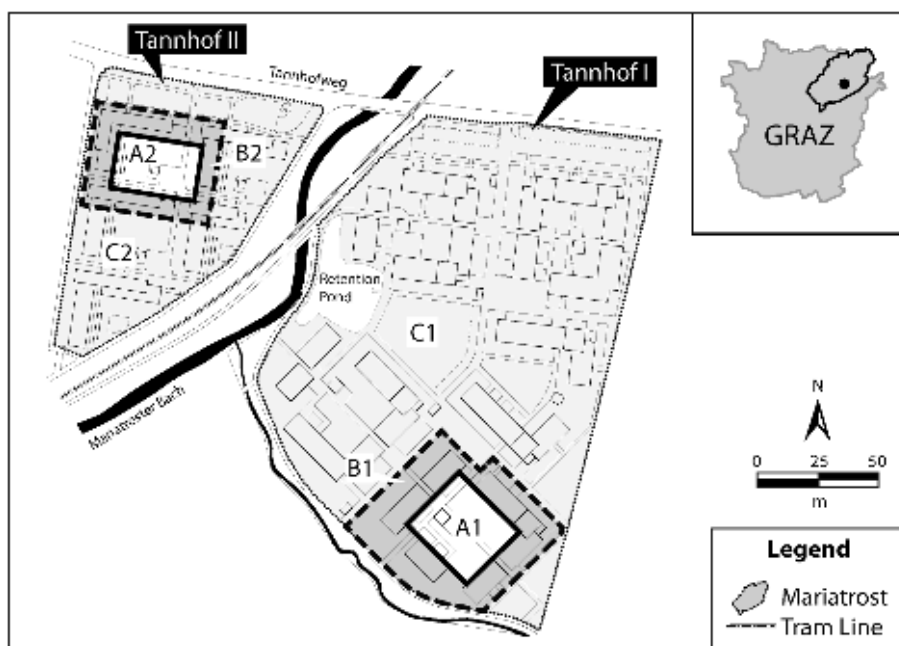 Tannhof II
Tannhofweg
Tannhof I
GRAZ
A2
B2
C2
Retention
Pond
C1
Mariatroster Bach
B1
A1
N
0 25 50
m
Legend
Mariatrost
Tram Line